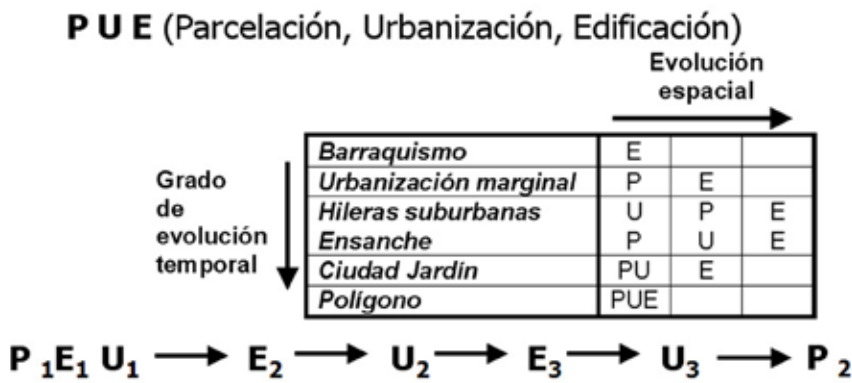 P U E (Parcelación, Urbanización, Edificación)
Evolución
espacial
Grado
de
evolución
temporal
Barraquismo E
Urbanización marginal P E
Hileras suburbanas U P E
Ensanche P U E
Ciudad Jardín PU E
Polígono PUE
P₁E₁ U₁ → E₂ → U₂ → E₃ → U₃ → P₂